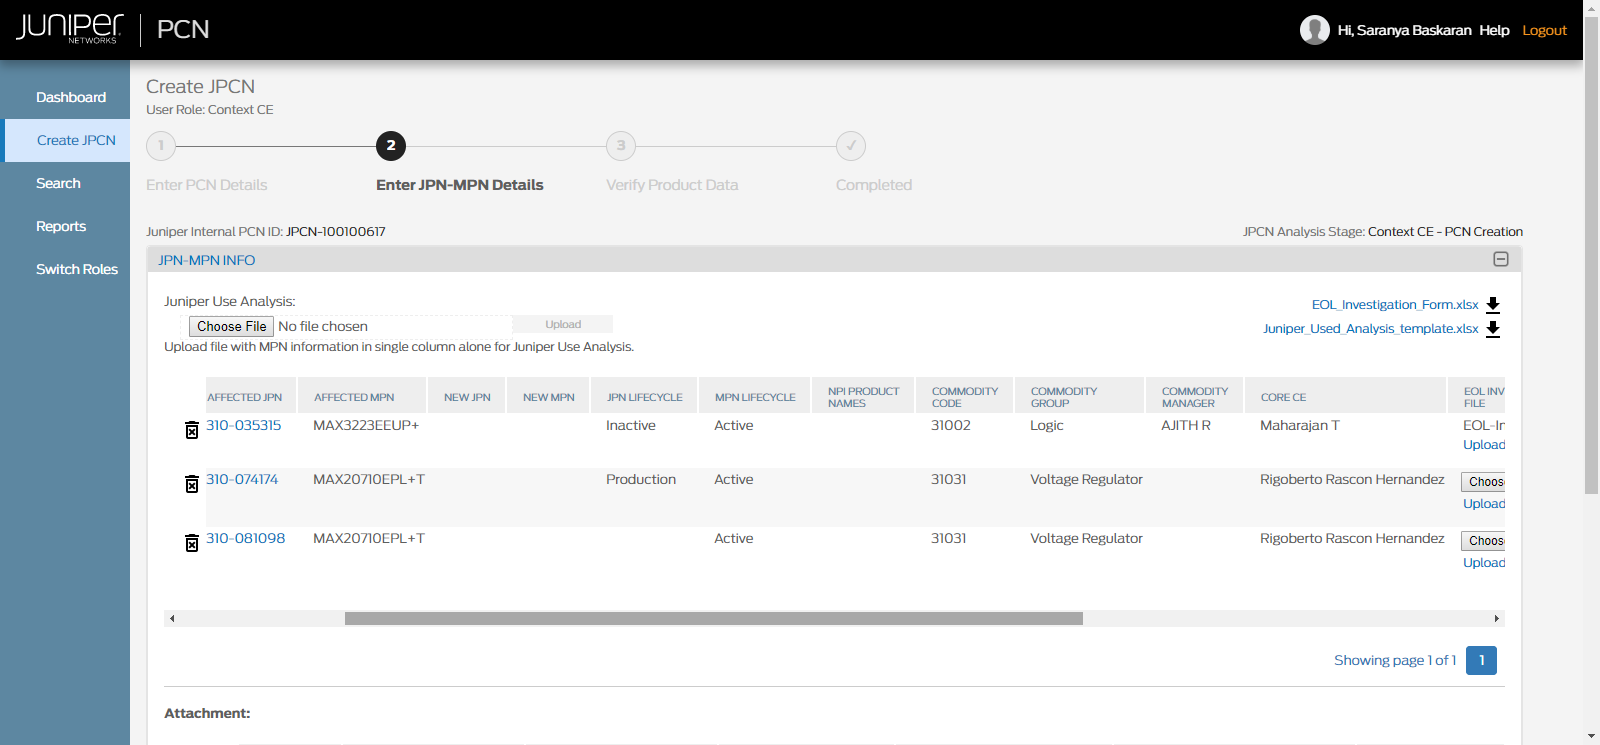 JUNIPER NETWORKS PCN Hi, Saranya Baskaran Help Logout
Dashboard
Create JPCN
Search
Reports
Switch Roles
Create JPCN
User Role: Context CE
1 2 3 ✓
Enter PCN Details Enter JPN-MPN Details Verify Product Data Completed
Juniper Internal PCN ID: JPCN-100100617 JPCN Analysis Stage: Context CE - PCN Creation
JPN-MPN INFO
Juniper Use Analysis:
Choose File No file chosen Upload
Upload file with MPN information in single column alone for Juniper Use Analysis.
EOL_Investigation_Form.xlsx
Juniper_Used_Analysis_template.xlsx
AFFECTED JPN AFFECTED MPN NEW JPN NEW MPN JPN LIFECYCLE MPN LIFECYCLE NPI PRODUCT NAMES COMMODITY CODE COMMODITY GROUP COMMODITY MANAGER CORE CE EOL INV FILE
310-035315 MAX3223EEUP+ Inactive Active 31002 Logic AJITH R Maharajan T EOL-In
Upload
310-074174 MAX20710EPL+T Production Active 31031 Voltage Regulator Rigoberto Rascon Hernandez Choos
Upload
310-081098 MAX20710EPL+T Active 31031 Voltage Regulator Rigoberto Rascon Hernandez Choos
Upload
Showing page 1 of 1 1
Attachment: